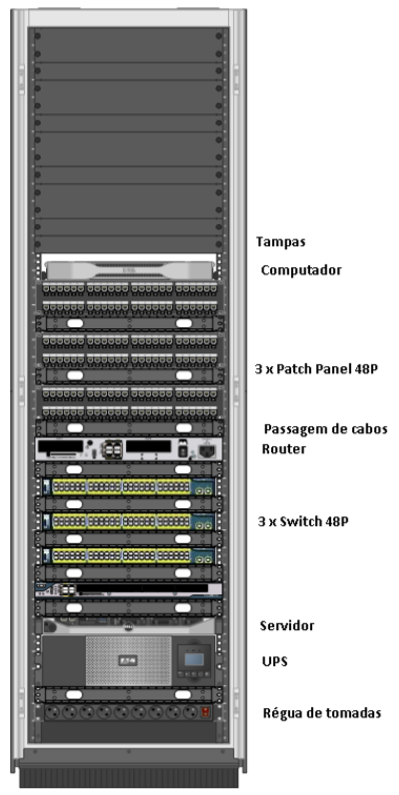 Tampas
Computador
3 x Patch Panel 48P
Passagem de cabos
Router
3 x Switch 48P
Servidor
UPS
Régua de tomadas